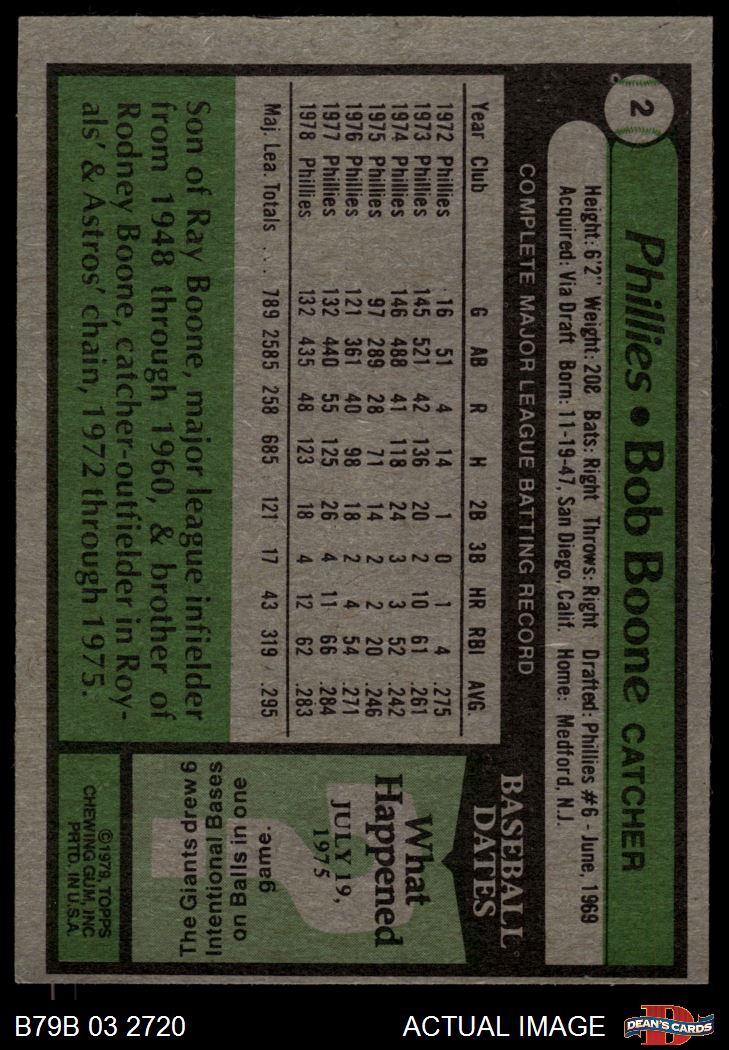 2
Phillies • Bob Boone CATCHER
Height: 6'2" Weight: 208 Bats: Right Throws: Right Drafted: Phillies #6 - June, 1969
Acquired: Via Draft Born: 11-19-47, San Diego, Calif. Home: Medford, N.J.
COMPLETE MAJOR LEAGUE BATTING RECORD
Year Club G AB R H 2B 3B HR RBI AVG.
1972 Phillies 16 51 4 14 1 0 1 4 .275
1973 Phillies 145 521 42 136 20 2 10 61 .261
1974 Phillies 146 488 41 118 24 3 3 52 .242
1975 Phillies 97 289 28 71 14 2 2 20 .246
1976 Phillies 121 361 40 98 18 2 4 54 .271
1977 Phillies 132 440 55 125 26 4 11 66 .284
1978 Phillies 132 435 48 123 18 4 12 62 .283
Maj. Lea. Totals . . . 789 2585 258 685 121 17 43 319 .295
Son of Ray Boone, major league infielder
from 1948 through 1960, & brother of
Rodney Boone, catcher-outfielder in Roy-
als' & Astros' chain, 1972 through 1975.
BASEBALL
DATES
What
Happened
JULY 19,
1975
The Giants drew 6
Intentional Bases
on Balls in one
game.
©1979, TOPPS
CHEWING GUM, INC
PRTD. IN U.S.A.
B79B 03 2720
ACTUAL IMAGE
D
DEAN'S CARDS